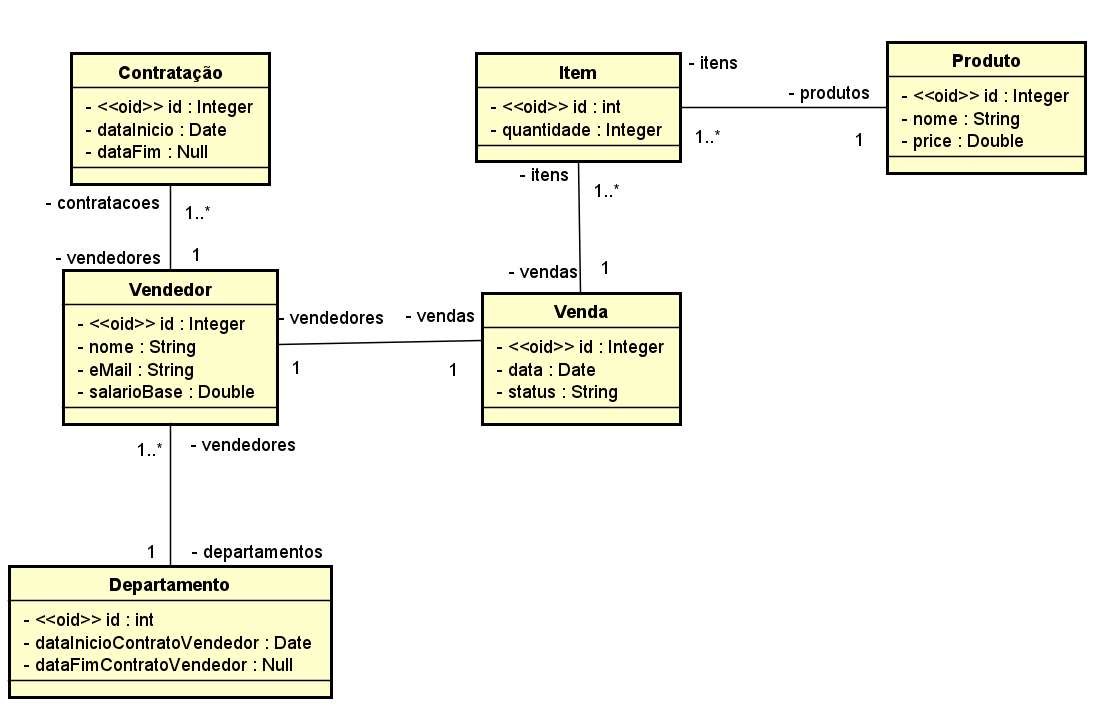 Contratação
- <<oid>> id : Integer
- dataInicio : Date
- dataFim : Null
- contratacoes
1..*
- vendedores
1
Vendedor
- <<oid>> id : Integer
- nome : String
- eMail : String
- salarioBase : Double
- vendedores
1
- vendas
1
1..*
- vendedores
1
- departamentos
Departamento
- <<oid>> id : int
- dataInicioContratoVendedor : Date
- dataFimContratoVendedor : Null
Item
- <<oid>> id : int
- quantidade : Integer
- itens
1..*
- produtos
1
Produto
- <<oid>> id : Integer
- nome : String
- price : Double
- itens
1..*
- vendas
1
Venda
- <<oid>> id : Integer
- data : Date
- status : String